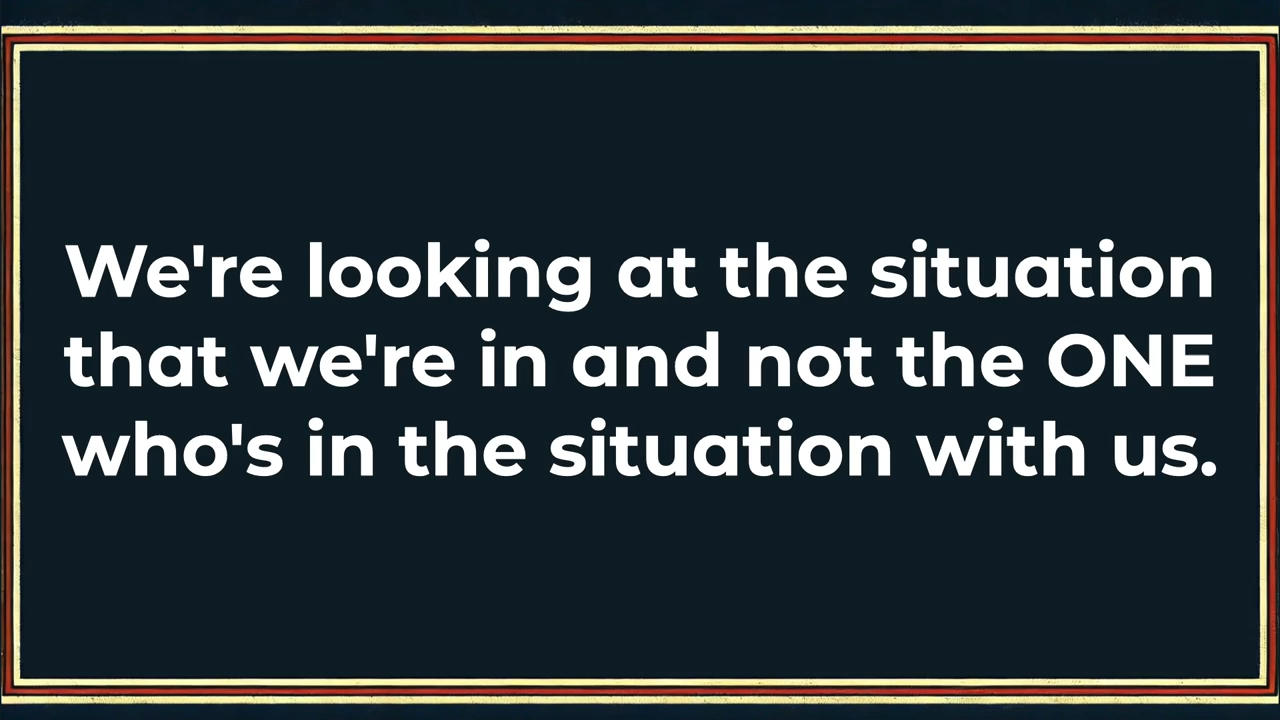 We're looking at the situation
that we're in and not the ONE
who's in the situation with us.